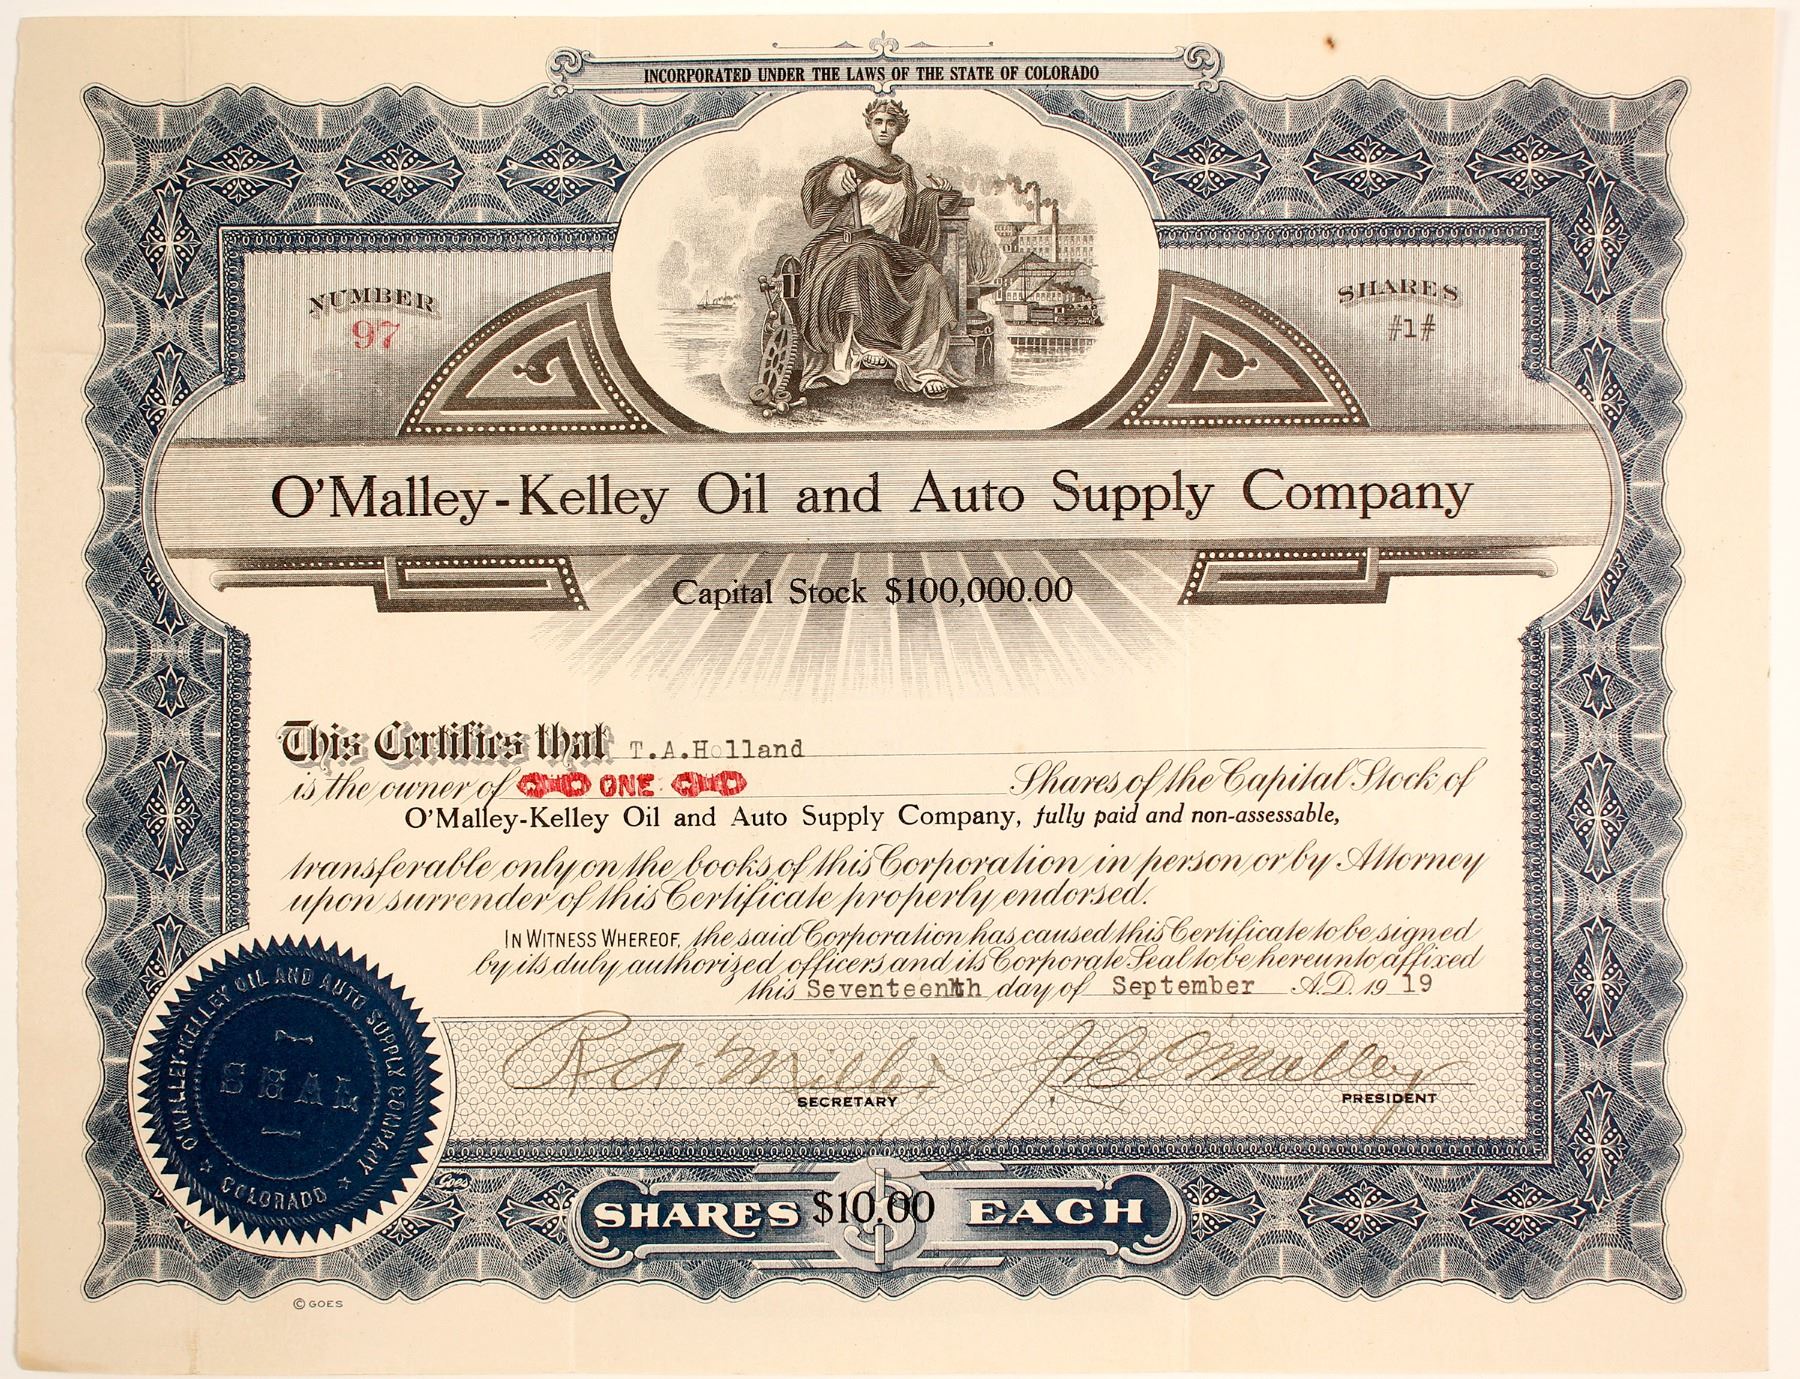 INCORPORATED UNDER THE LAWS OF THE STATE OF COLORADO
NUMBER
97
SHARES
#1#
O'Malley-Kelley Oil and Auto Supply Company
Capital Stock $100,000.00
This Certifies that T.A.Holland
is the owner of ONE Shares of the Capital Stock of
O'Malley-Kelley Oil and Auto Supply Company, fully paid and non-assessable,
transferable only on the books of this Corporation in person or by Attorney
upon surrender of this Certificate properly endorsed.
IN WITNESS WHEREOF, the said Corporation has caused this Certificate to be signed
by its duly authorized officers and its Corporate Seal to be hereunto affixed
this Seventeenth day of September A.D. 1919
J B O'Malley
SECRETARY
PRESIDENT
O'MALLEY-KELLEY OIL AND AUTO SUPPLY COMPANY
SEAL
COLORADO
Goes
SHARES $10.00 EACH
© GOES